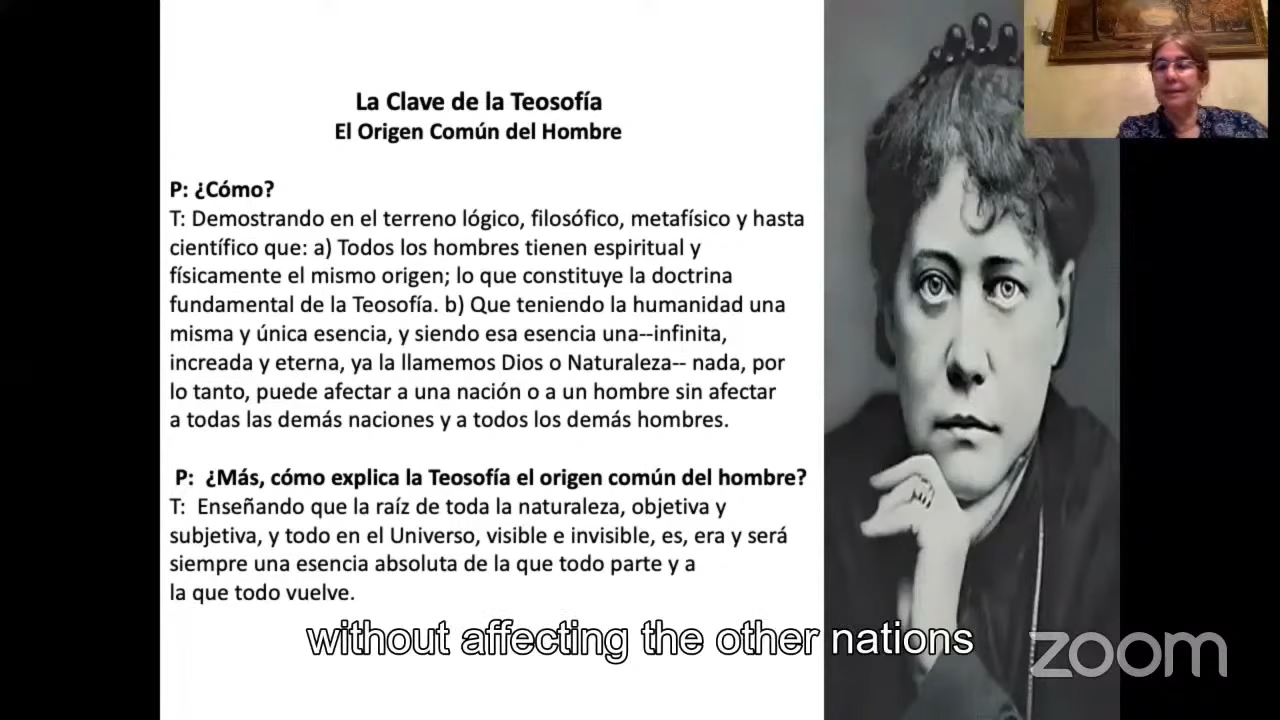 La Clave de la Teosofía
El Origen Común del Hombre
P: ¿Cómo?
T: Demostrando en el terreno lógico, filosófico, metafísico y hasta
científico que: a) Todos los hombres tienen espiritual y
físicamente el mismo origen; lo que constituye la doctrina
fundamental de la Teosofía. b) Que teniendo la humanidad una
misma y única esencia, y siendo esa esencia una--infinita,
increada y eterna, ya la llamemos Dios o Naturaleza-- nada, por
lo tanto, puede afectar a una nación o a un hombre sin afectar
a todas las demás naciones y a todos los demás hombres.
P: ¿Más, cómo explica la Teosofía el origen común del hombre?
T: Enseñando que la raíz de toda la naturaleza, objetiva y
subjetiva, y todo en el Universo, visible e invisible, es, era y será
siempre una esencia absoluta de la que todo parte y a
la que todo vuelve.
without affecting the other nations
zoom